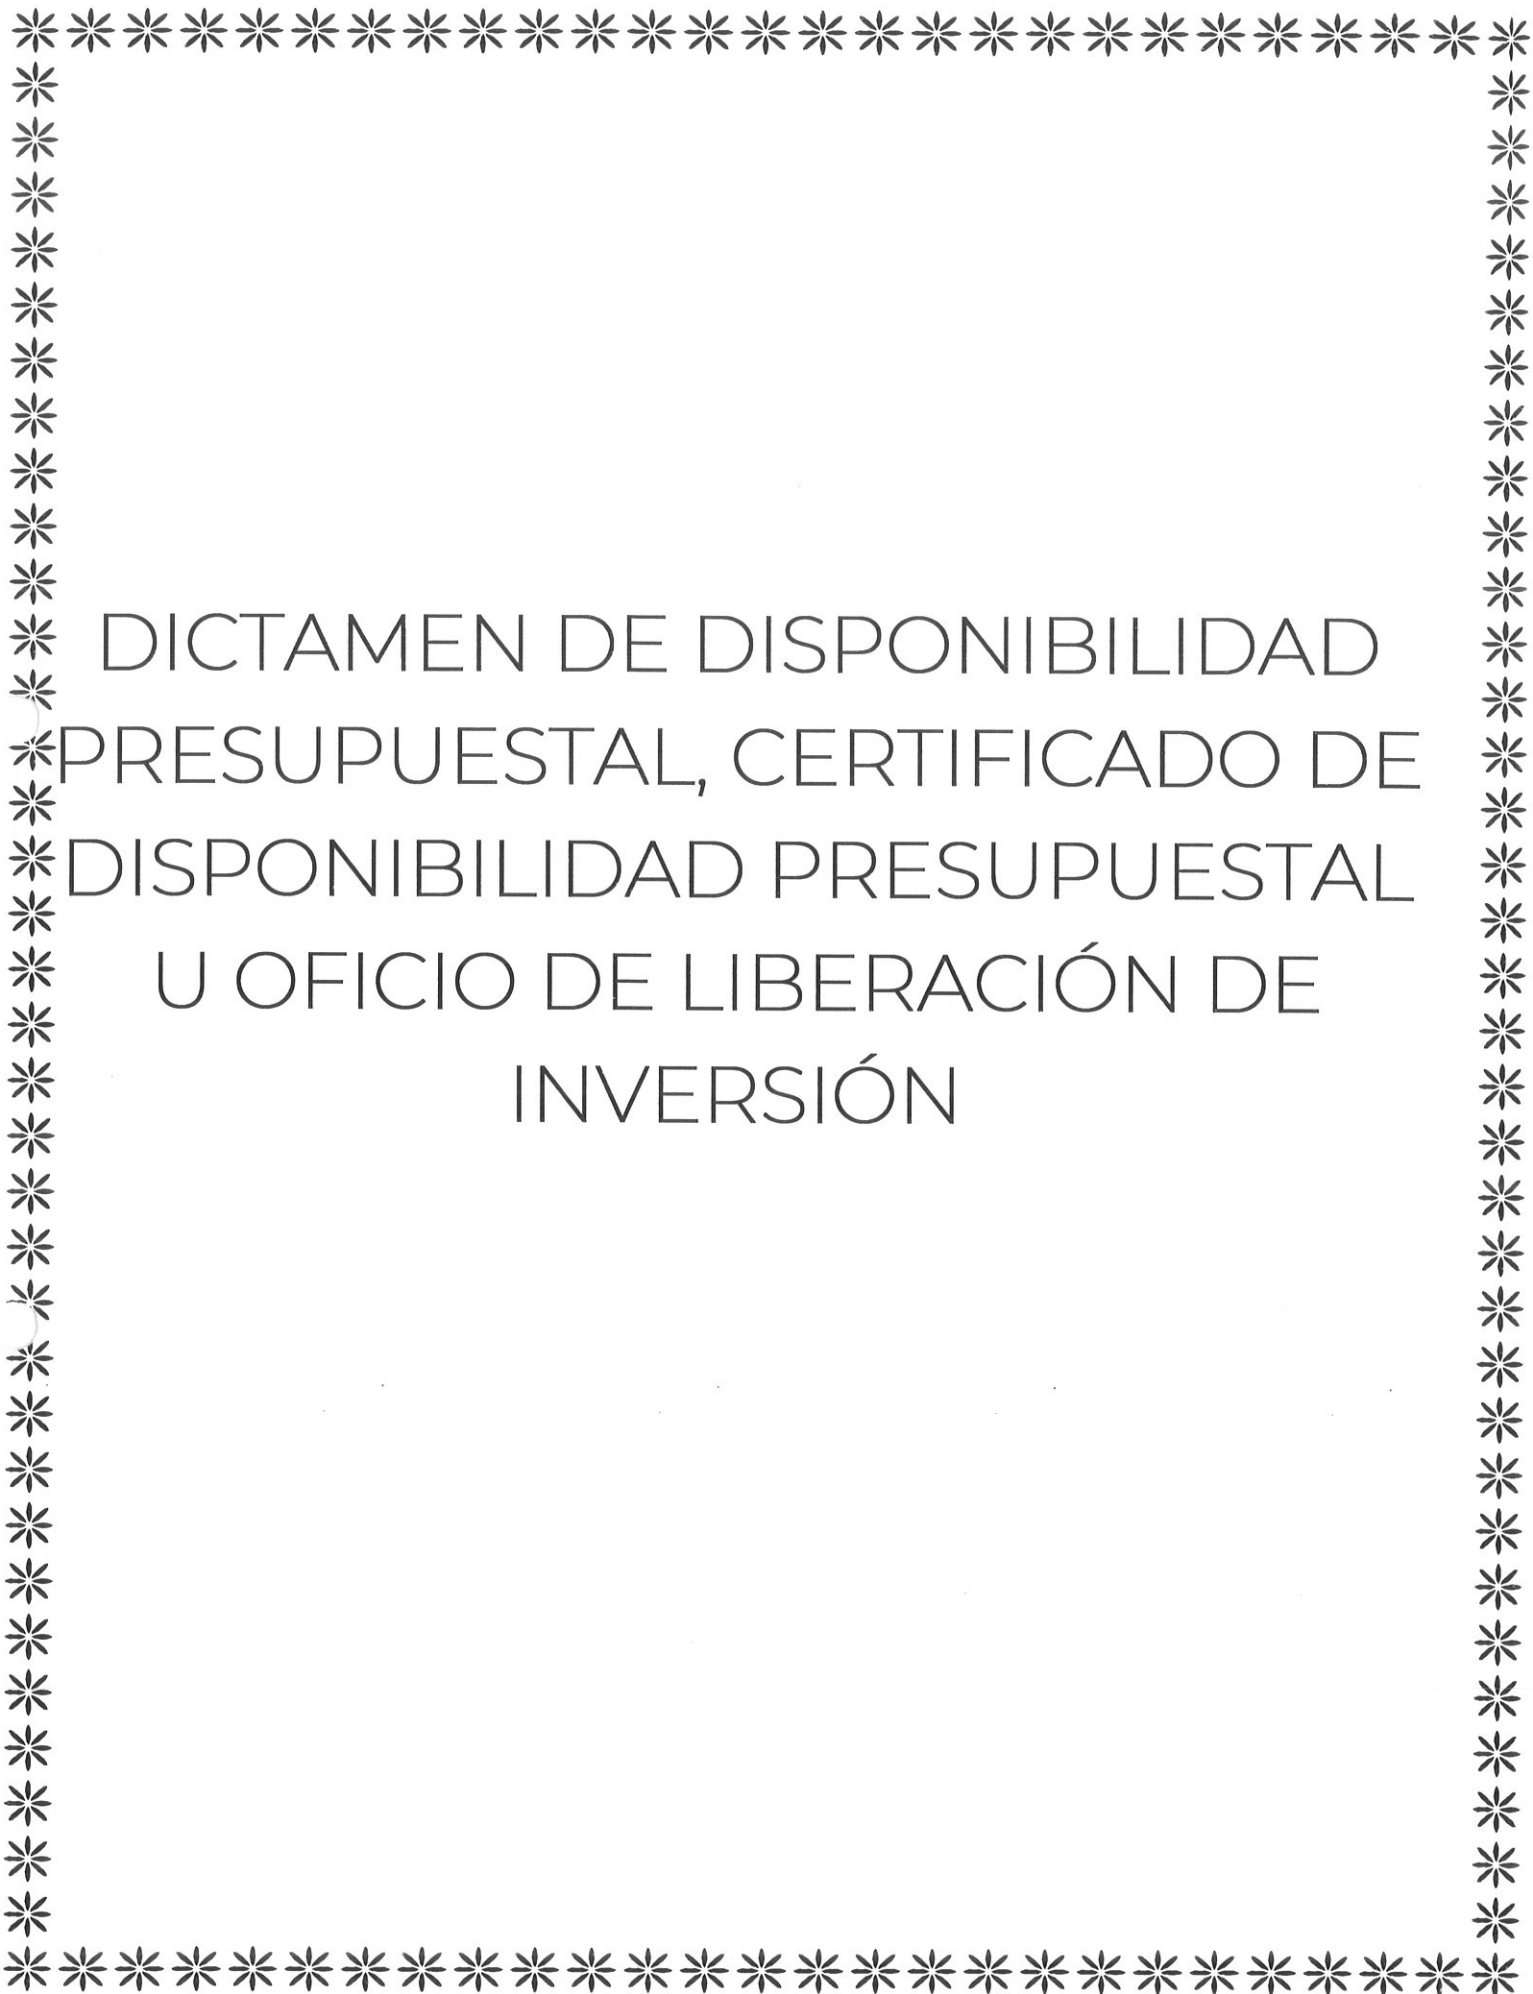 DICTAMEN DE DISPONIBILIDAD
PRESUPUESTAL, CERTIFICADO DE
DISPONIBILIDAD PRESUPUESTAL
U OFICIO DE LIBERACIÓN DE
INVERSIÓN